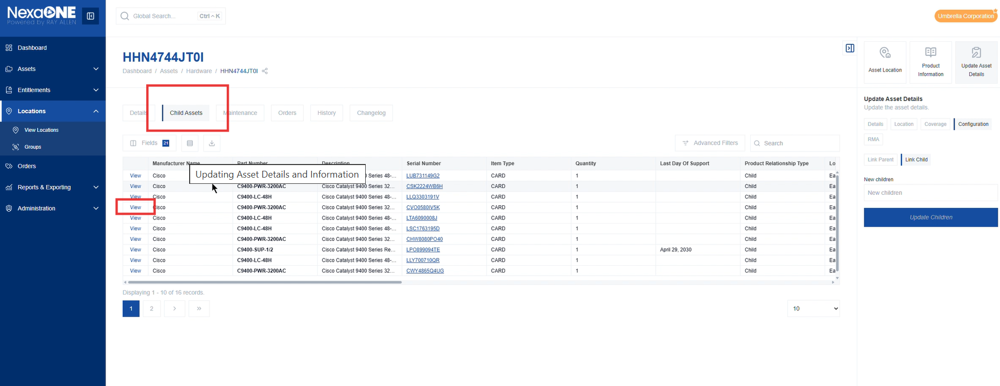 NexaONE
Powered by RAY ALLEN
Global Search...
Ctrl ^ K
Umbrella Corporation
Dashboard
Assets
Entitlements
Locations
View Locations
Groups
Orders
Reports & Exporting
Administration
HHN4744JT0I
Dashboard / Assets / Hardware / HHN4744JT0I
Details
Child Assets
Maintenance
Orders
History
Changelog
Fields 21
Advanced Filters
Search
Manufacturer Name Part Number Description Serial Number Item Type Quantity Last Day Of Support Product Relationship Type Lo
Updating Asset Details and Information
View Cisco d 9400 Series 48-... LUB731149G2 CARD 1 Child Ea
View Cisco C9400-PWR-3200AC Cisco Catalyst 9400 Series 32... CSK2224WB6H CARD 1 Child Ea
View Cisco C9400-LC-48H Cisco Catalyst 9400 Series 48-... LLQ3303191V CARD 1 Child Ea
View Cisco C9400-PWR-3200AC Cisco Catalyst 9400 Series 32... CVO0580IV5K CARD 1 Child Ea
View Cisco C9400-LC-48H Cisco Catalyst 9400 Series 48-... LTA6090008J CARD 1 Child Ea
View Cisco C9400-LC-48H Cisco Catalyst 9400 Series 48-... LSC1763195D CARD 1 Child Ea
View Cisco C9400-PWR-3200AC Cisco Catalyst 9400 Series 32... CHW8080PO40 CARD 1 Child Ea
View Cisco C9400-SUP-1/2 Cisco Catalyst 9400 Series Re... LPO899094TE CARD 1 April 29, 2030 Child Ea
View Cisco C9400-LC-48H Cisco Catalyst 9400 Series 48-... LLY700710QR CARD 1 Child Ea
View Cisco C9400-PWR-3200AC Cisco Catalyst 9400 Series 32... CWY4865Q4UG CARD 1 Child Ea
Displaying 1 - 10 of 16 records.
1 2 > »
10
Asset Location
Product
Information
Update Asset
Details
Update Asset Details
Update the asset details.
Details
Location
Coverage
Configuration
RMA
Link Parent
Link Child
New children
New children
Update Children